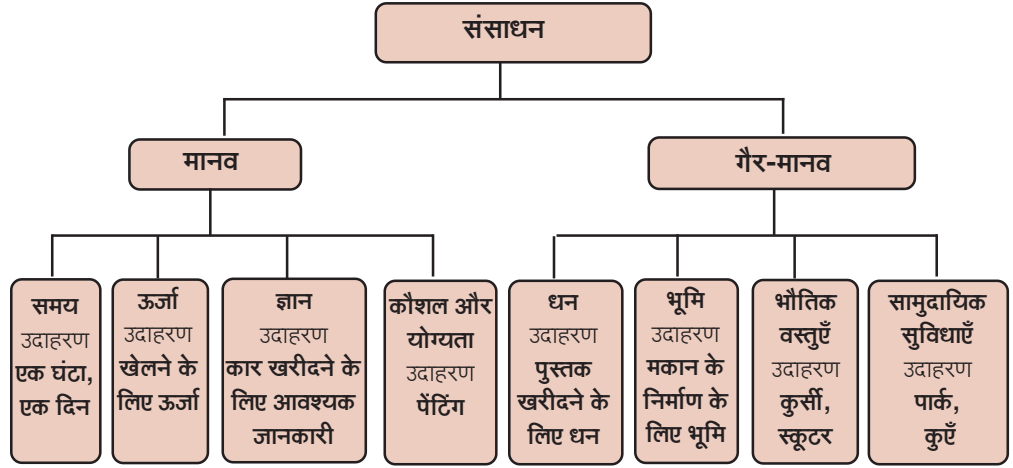 संसाधन
मानव
गैर-मानव
समय
उदाहरण
एक घंटा,
एक दिन
ऊर्जा
उदाहरण
खेलने के
लिए ऊर्जा
ज्ञान
उदाहरण
कार खरीदने के
लिए आवश्यक
जानकारी
कौशल और
योग्यता
उदाहरण
पेंटिंग
धन
उदाहरण
पुस्तक
खरीदने के
लिए धन
भूमि
उदाहरण
मकान के
निर्माण के
लिए भूमि
भौतिक
वस्तुएँ
उदाहरण
कुर्सी,
स्कूटर
सामुदायिक
सुविधाएँ
उदाहरण
पार्क,
कुएँ